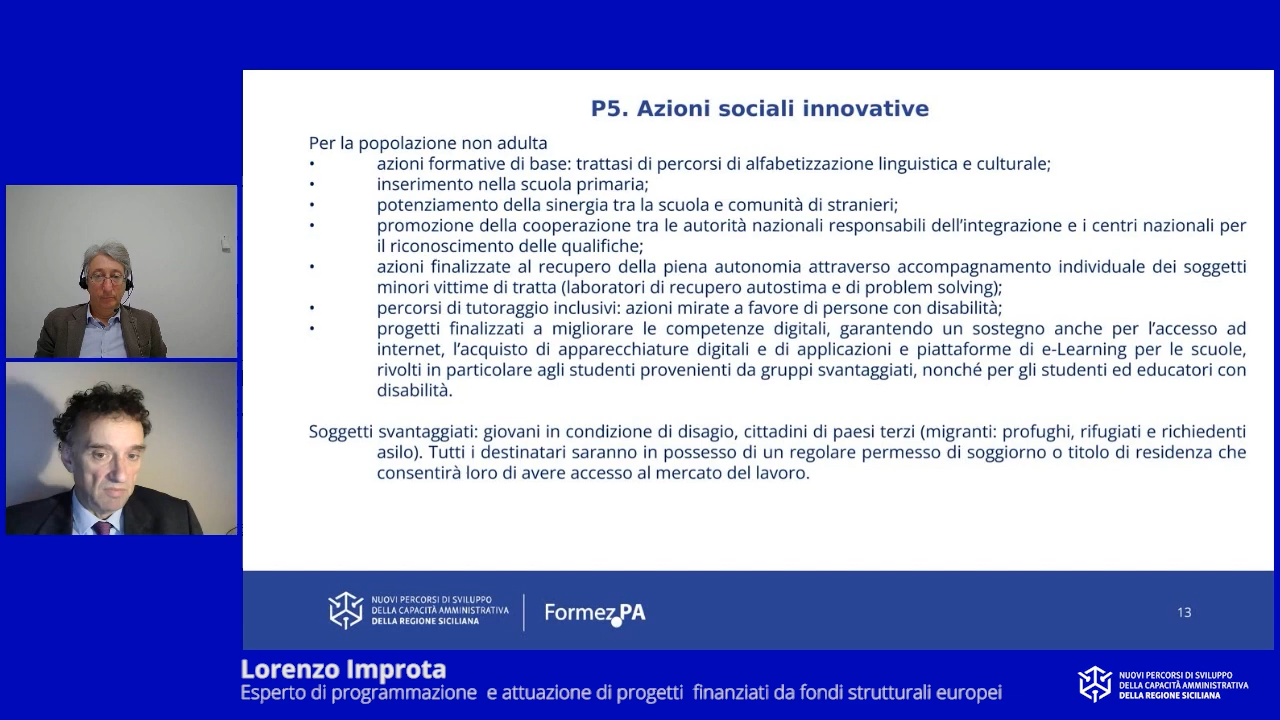 P5. Azioni sociali innovative
Per la popolazione non adulta
• azioni formative di base: trattasi di percorsi di alfabetizzazione linguistica e culturale;
• inserimento nella scuola primaria;
• potenziamento della sinergia tra la scuola e comunità di stranieri;
• promozione della cooperazione tra le autorità nazionali responsabili dell'integrazione e i centri nazionali per
il riconoscimento delle qualifiche;
• azioni finalizzate al recupero della piena autonomia attraverso accompagnamento individuale dei soggetti
minori vittime di tratta (laboratori di recupero autostima e di problem solving);
• percorsi di tutoraggio inclusivi: azioni mirate a favore di persone con disabilità;
• progetti finalizzati a migliorare le competenze digitali, garantendo un sostegno anche per l'accesso ad
internet, l'acquisto di apparecchiature digitali e di applicazioni e piattaforme di e-Learning per le scuole,
rivolti in particolare agli studenti provenienti da gruppi svantaggiati, nonché per gli studenti ed educatori con
disabilità.
Soggetti svantaggiati: giovani in condizione di disagio, cittadini di paesi terzi (migranti: profughi, rifugiati e richiedenti
asilo). Tutti i destinatari saranno in possesso di un regolare permesso di soggiorno o titolo di residenza che
consentirà loro di avere accesso al mercato del lavoro.
NUOVI PERCORSI DI SVILUPPO
DELLA CAPACITÀ AMMINISTRATIVA
DELLA REGIONE SICILIANA
Formez PA
13
Lorenzo Improta
Esperto di programmazione e attuazione di progetti finanziati da fondi strutturali europei
NUOVI PERCORSI DI SVILUPPO
DELLA CAPACITÀ AMMINISTRATIVA
DELLA REGIONE SICILIANA